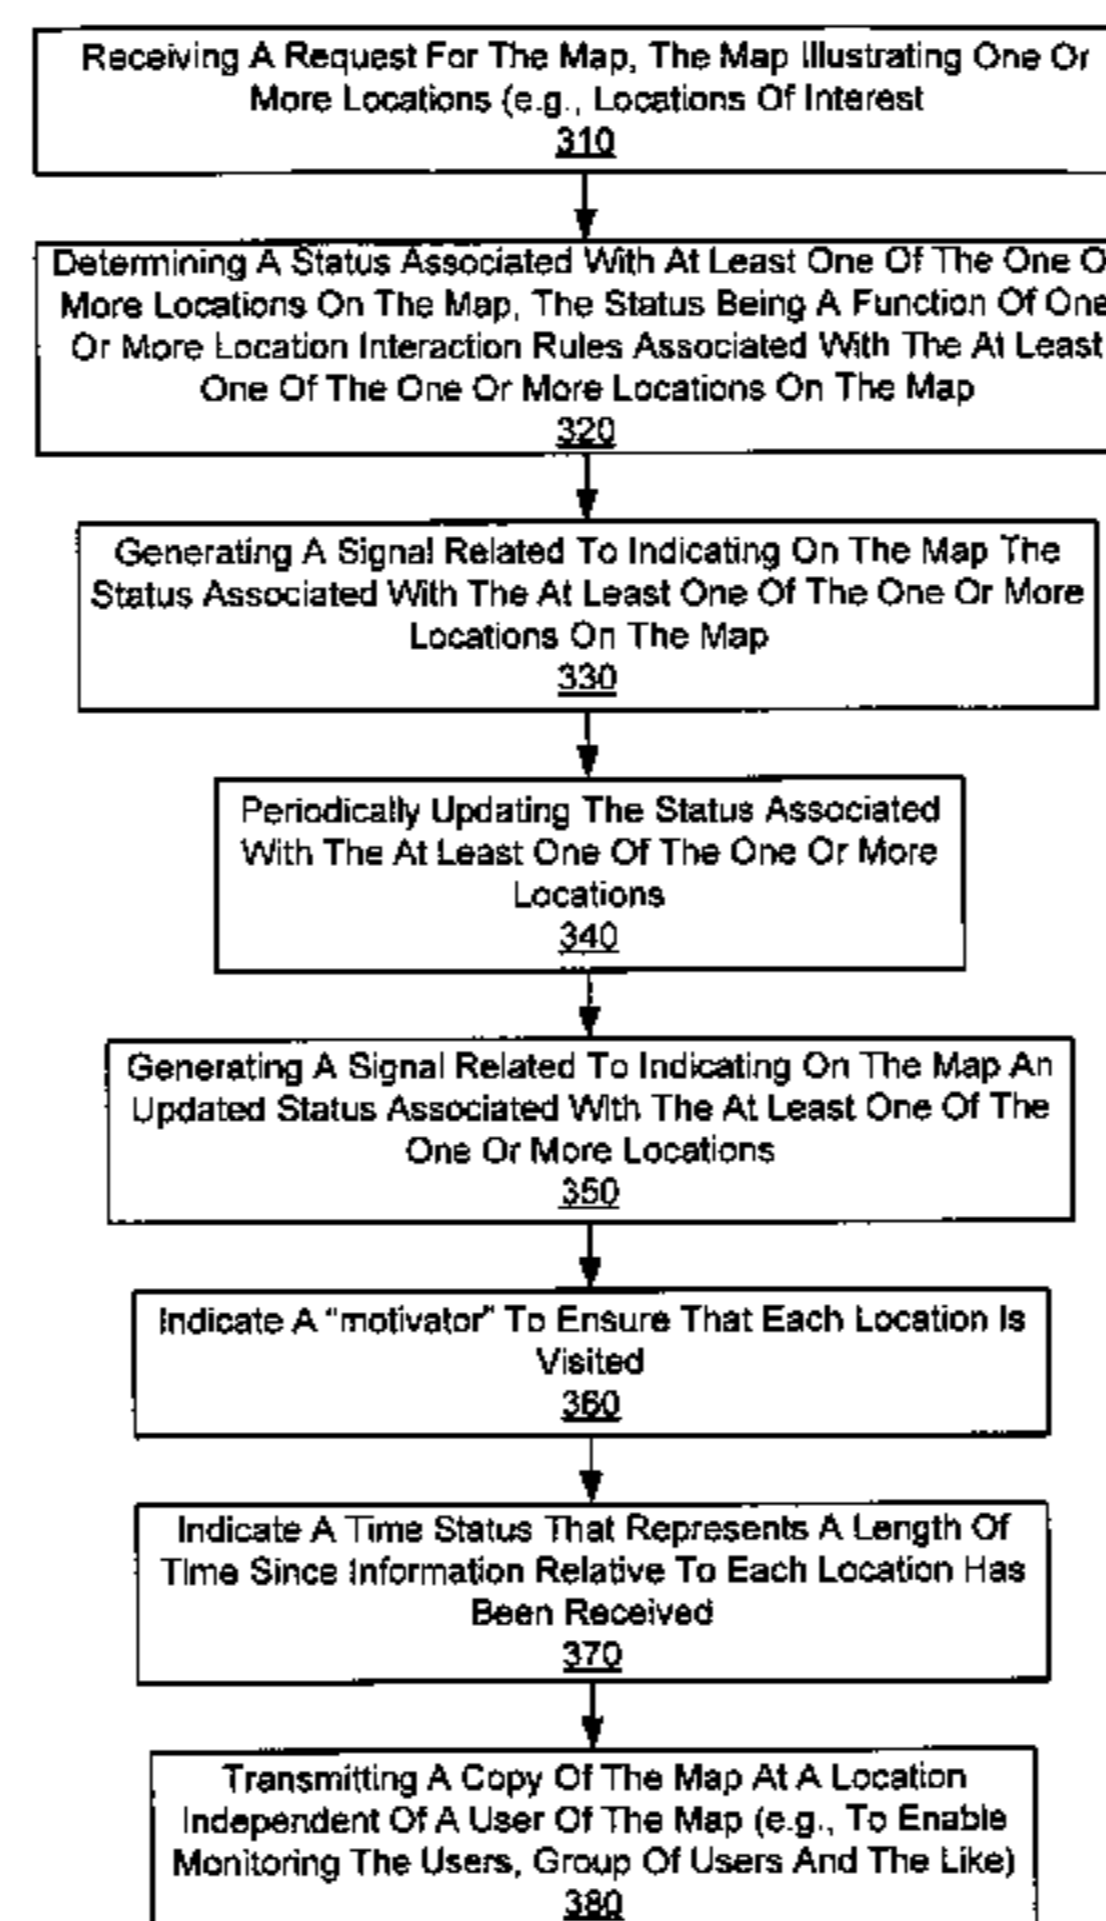 Receiving A Request For The Map, The Map Illustrating One Or
More Locations (e.g., Locations Of Interest
310
Determining A Status Associated With At Least One Of The One O
More Locations On The Map, The Status Being A Function Of One
Or More Location Interaction Rules Associated With The At Least
One Of The One Or More Locations On The Map
320
Generating A Signal Related To Indicating On The Map The
Status Associated With The At Least One Of The One Or More
Locations On The Map
330
Periodically Updating The Status Associated
With The At Least One Of The One Or More
Locations
340
Generating A Signal Related To Indicating On The Map An
Updated Status Associated With The At Least One Of The
One Or More Locations
350
Indicate A “motivator” To Ensure That Each Location Is
Visited
360
Indicate A Time Status That Represents A Length Of
Time Since Information Relative To Each Location Has
Been Received
370
Transmitting A Copy Of The Map At A Location
Independent Of A User Of The Map (e.g., To Enable
Monitoring The Users, Group Of Users And The Like)
380